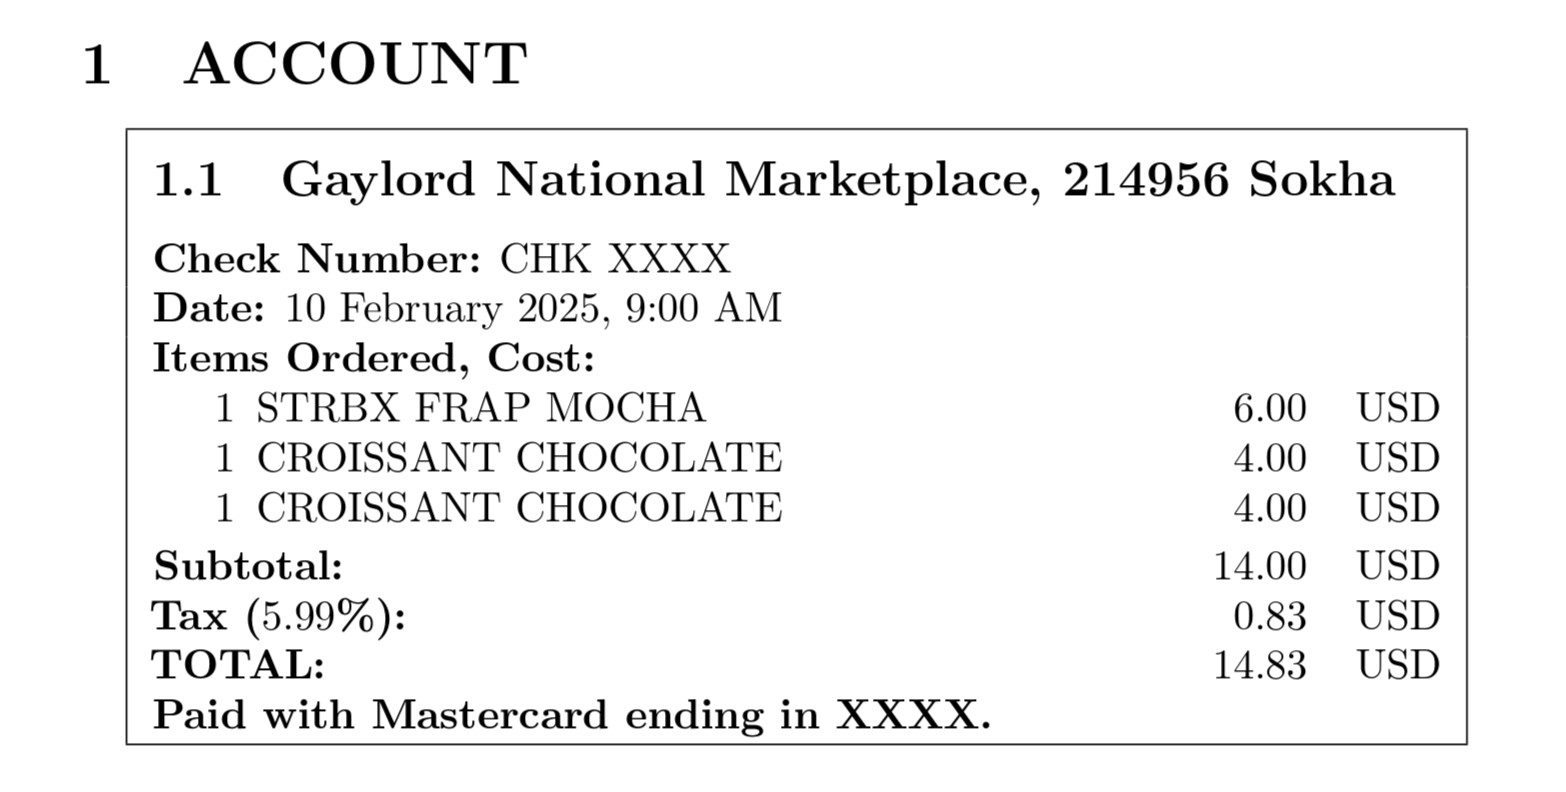 1 ACCOUNT
1.1 Gaylord National Marketplace, 214956 Sokha
Check Number: CHK XXXX
Date: 10 February 2025, 9:00 AM
Items Ordered, Cost:
1 STRBX FRAP MOCHA 6.00 USD
1 CROISSANT CHOCOLATE 4.00 USD
1 CROISSANT CHOCOLATE 4.00 USD
Subtotal: 14.00 USD
Tax (5.99%): 0.83 USD
TOTAL: 14.83 USD
Paid with Mastercard ending in XXXX.